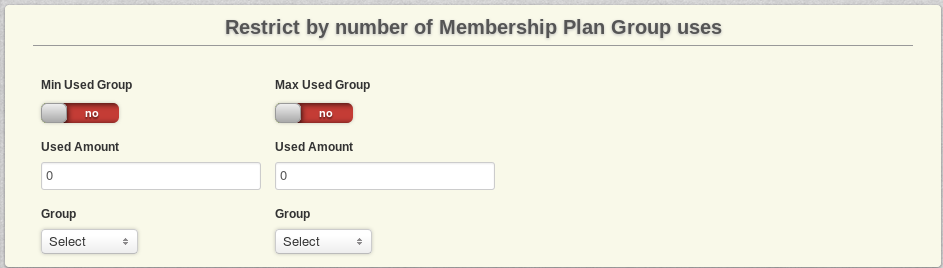 Restrict by number of Membership Plan Group uses
Min Used Group
Max Used Group
no
no
Used Amount
Used Amount
0
0
Group
Group
Select
Select